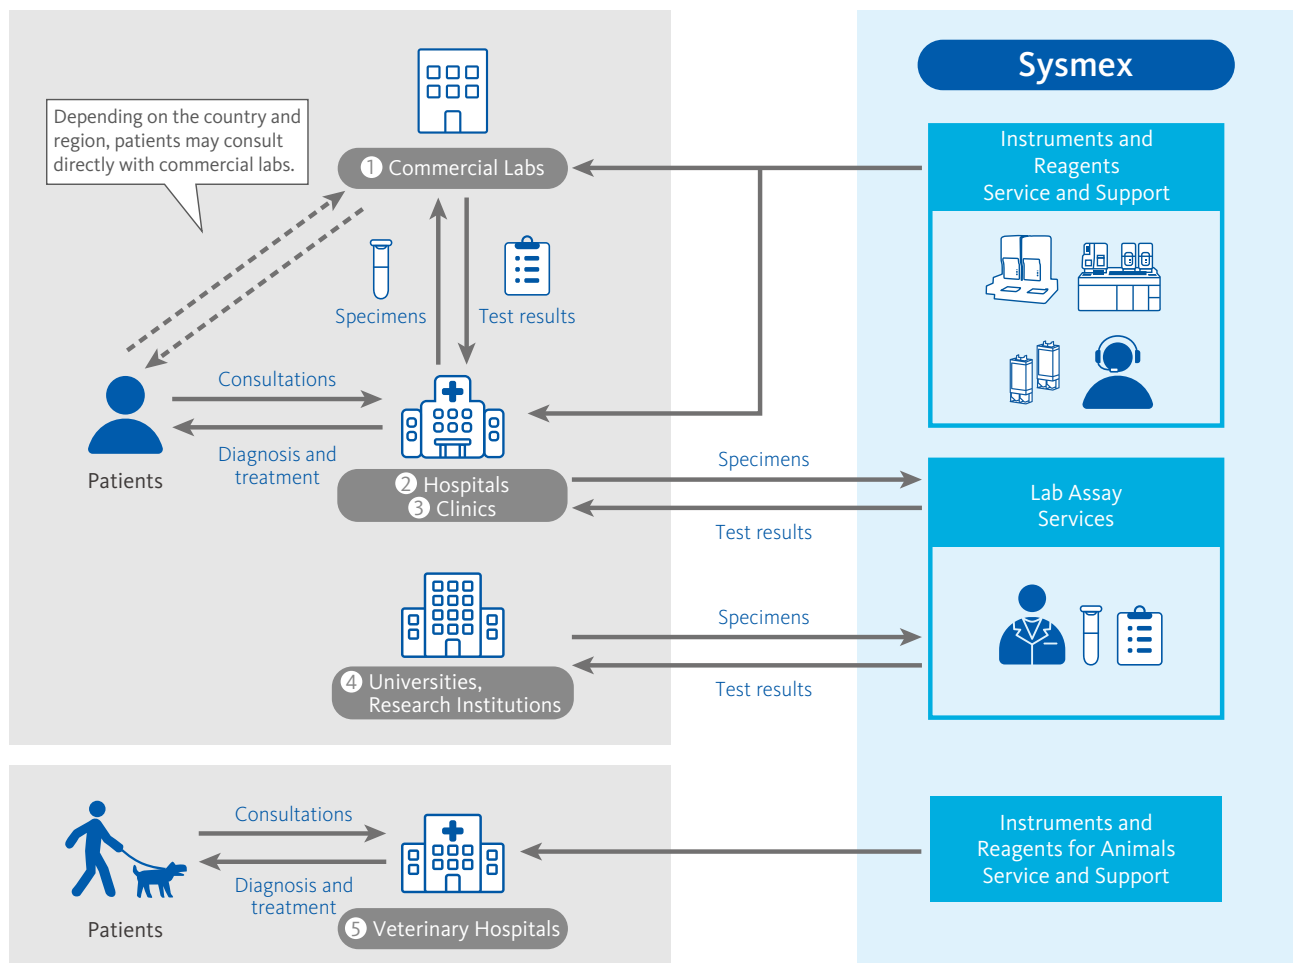 Sysmex
Depending on the country and
region, patients may consult
directly with commercial labs.
1 Commercial Labs
Instruments and
Reagents
Service and Support
Specimens
Test results
Consultations
Diagnosis and
treatment
Patients
2 Hospitals
3 Clinics
Specimens
Test results
Lab Assay
Services
Specimens
Test results
4 Universities,
Research Institutions
Consultations
Diagnosis and
treatment
Patients
5 Veterinary Hospitals
Instruments and
Reagents for Animals
Service and Support